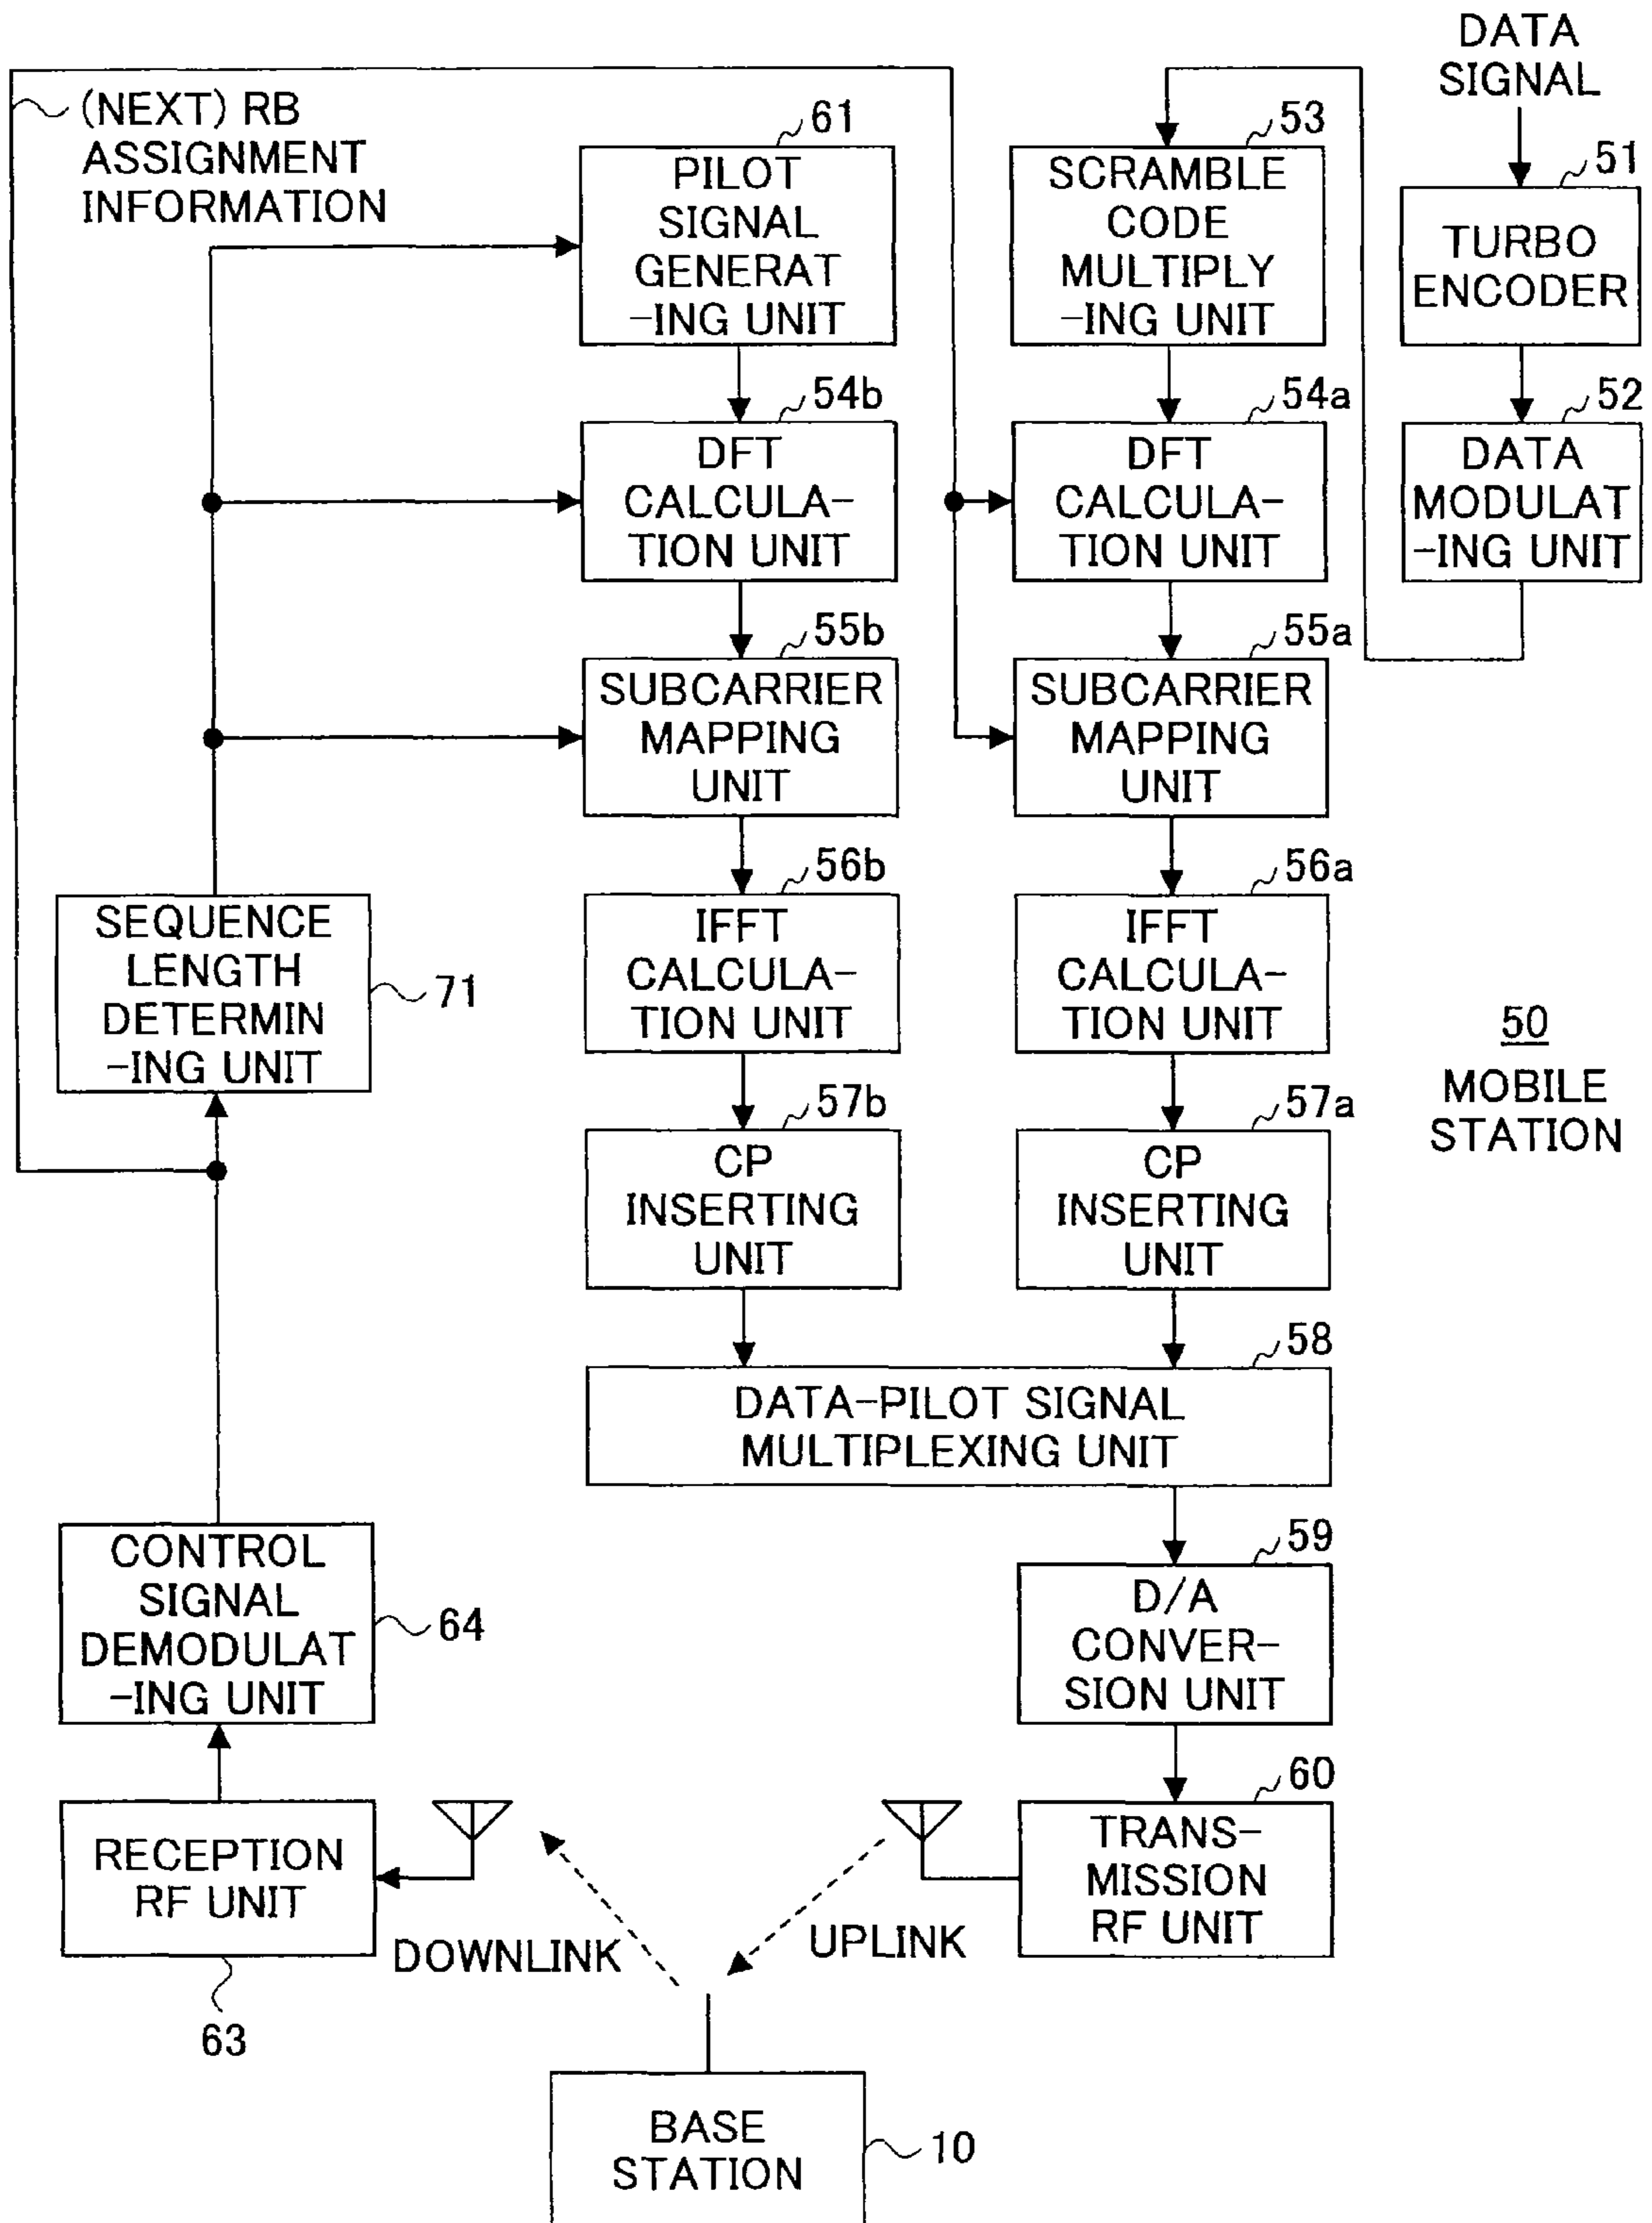 DATA
SIGNAL
(NEXT) RB
ASSIGNMENT
INFORMATION
61
PILOT
SIGNAL
GENERAT
-ING UNIT
53
SCRAMBLE
CODE
MULTIPLY
-ING UNIT
51
TURBO
ENCODER
54b
DFT
CALCULA-
TION UNIT
54a
DFT
CALCULA-
TION UNIT
52
DATA
MODULAT
-ING UNIT
55b
SUBCARRIER
MAPPING
UNIT
55a
SUBCARRIER
MAPPING
UNIT
SEQUENCE
LENGTH
DETERMIN
-ING UNIT
71
56b
IFFT
CALCULA-
TION UNIT
56a
IFFT
CALCULA-
TION UNIT
50
MOBILE
STATION
57b
CP
INSERTING
UNIT
57a
CP
INSERTING
UNIT
58
DATA-PILOT SIGNAL
MULTIPLEXING UNIT
CONTROL
SIGNAL
DEMODULAT
-ING UNIT
64
59
D/A
CONVER-
SION UNIT
RECEPTION
RF UNIT
63
DOWNLINK
UPLINK
60
TRANS-
MISSION
RF UNIT
BASE
STATION
10